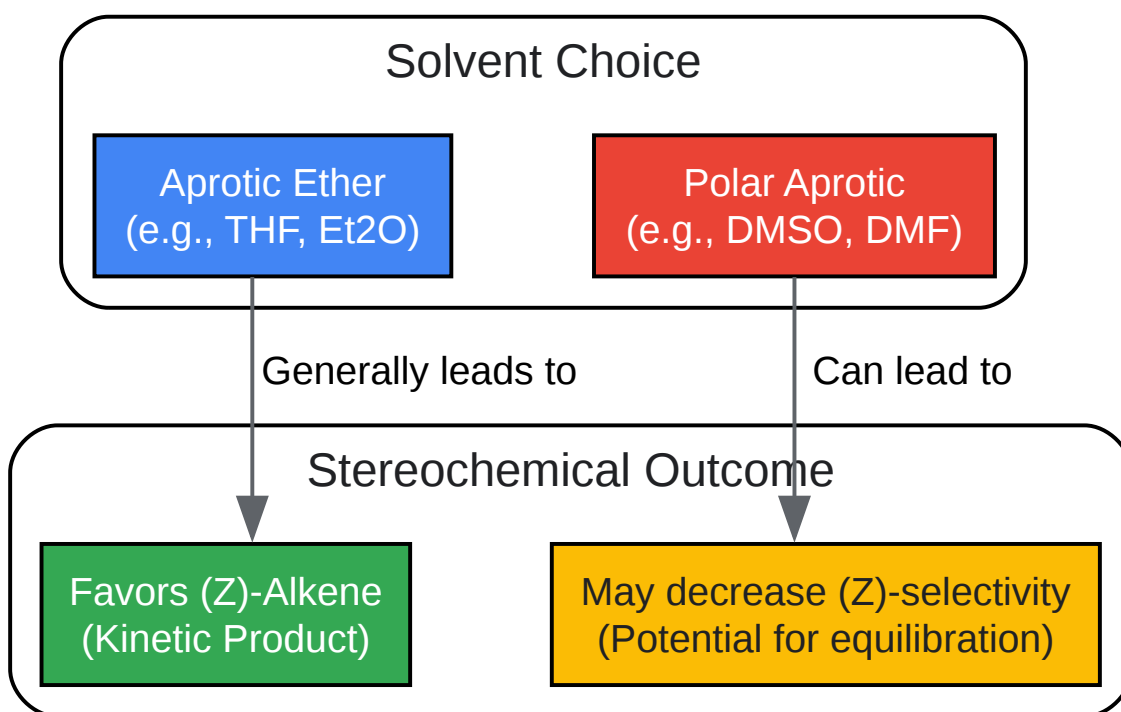 Solvent Choice
Aprotic Ether
(e.g., THF, Et2O)
Polar Aprotic
(e.g., DMSO, DMF)
Generally leads to
Can lead to
Stereochemical Outcome
Favors (Z)-Alkene
(Kinetic Product)
May decrease (Z)-selectivity
(Potential for equilibration)